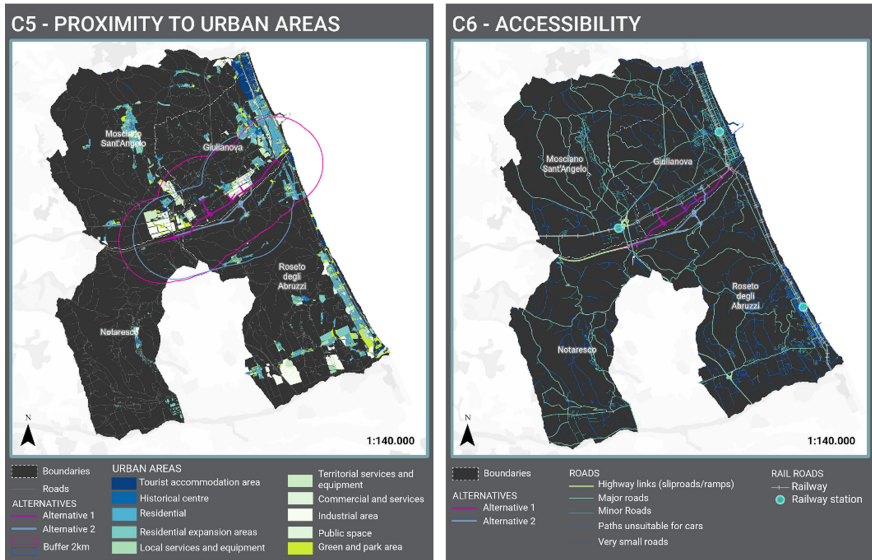 C5 - PROXIMITY TO URBAN AREAS
Mosciano
Sant'Angelo
Giulianova
Roseto
degli
Abruzzi
Notaresco
N
1:140.000
Boundaries
Roads
ALTERNATIVES
Alternative 1
Alternative 2
Buffer 2km
URBAN AREAS
Tourist accommodation area
Historical centre
Residential
Residential expansion areas
Local services and equipment
Territorial services and
equipment
Commercial and services
Industrial area
Public space
Green and park area
C6 - ACCESSIBILITY
Mosciano
Sant'Angelo
Giulianova
Roseto
degli
Abruzzi
Notaresco
N
1:140.000
Boundaries
ALTERNATIVES
Alternative 1
Alternative 2
ROADS
Highway links (sliproads/ramps)
Major roads
Minor Roads
Paths unsuitable for cars
Very small roads
RAIL ROADS
Railway
Railway station